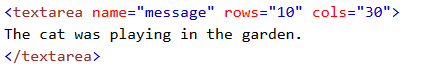 <textarea name="message" rows="10" cols="30">
The cat was playing in the garden.
</textarea>